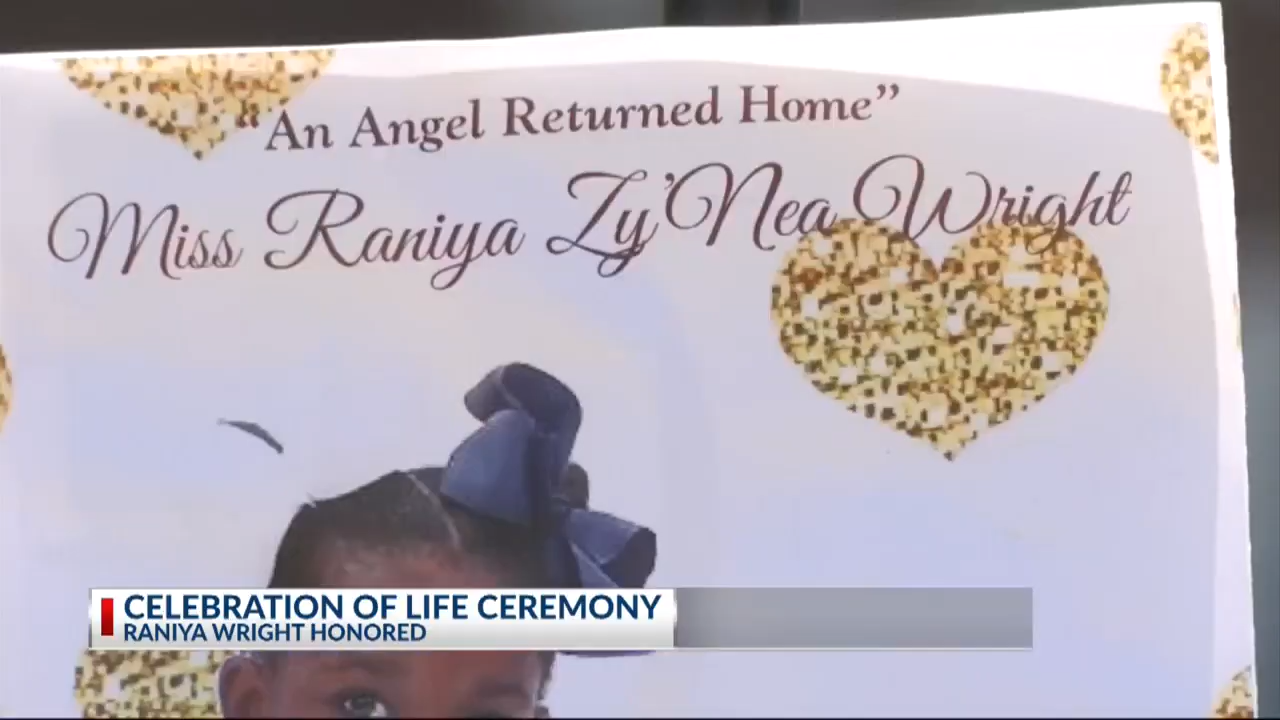 “An Angel Returned Home”
Miss Raniya Zy’Nea Wright
CELEBRATION OF LIFE CEREMONY
RANIYA WRIGHT HONORED